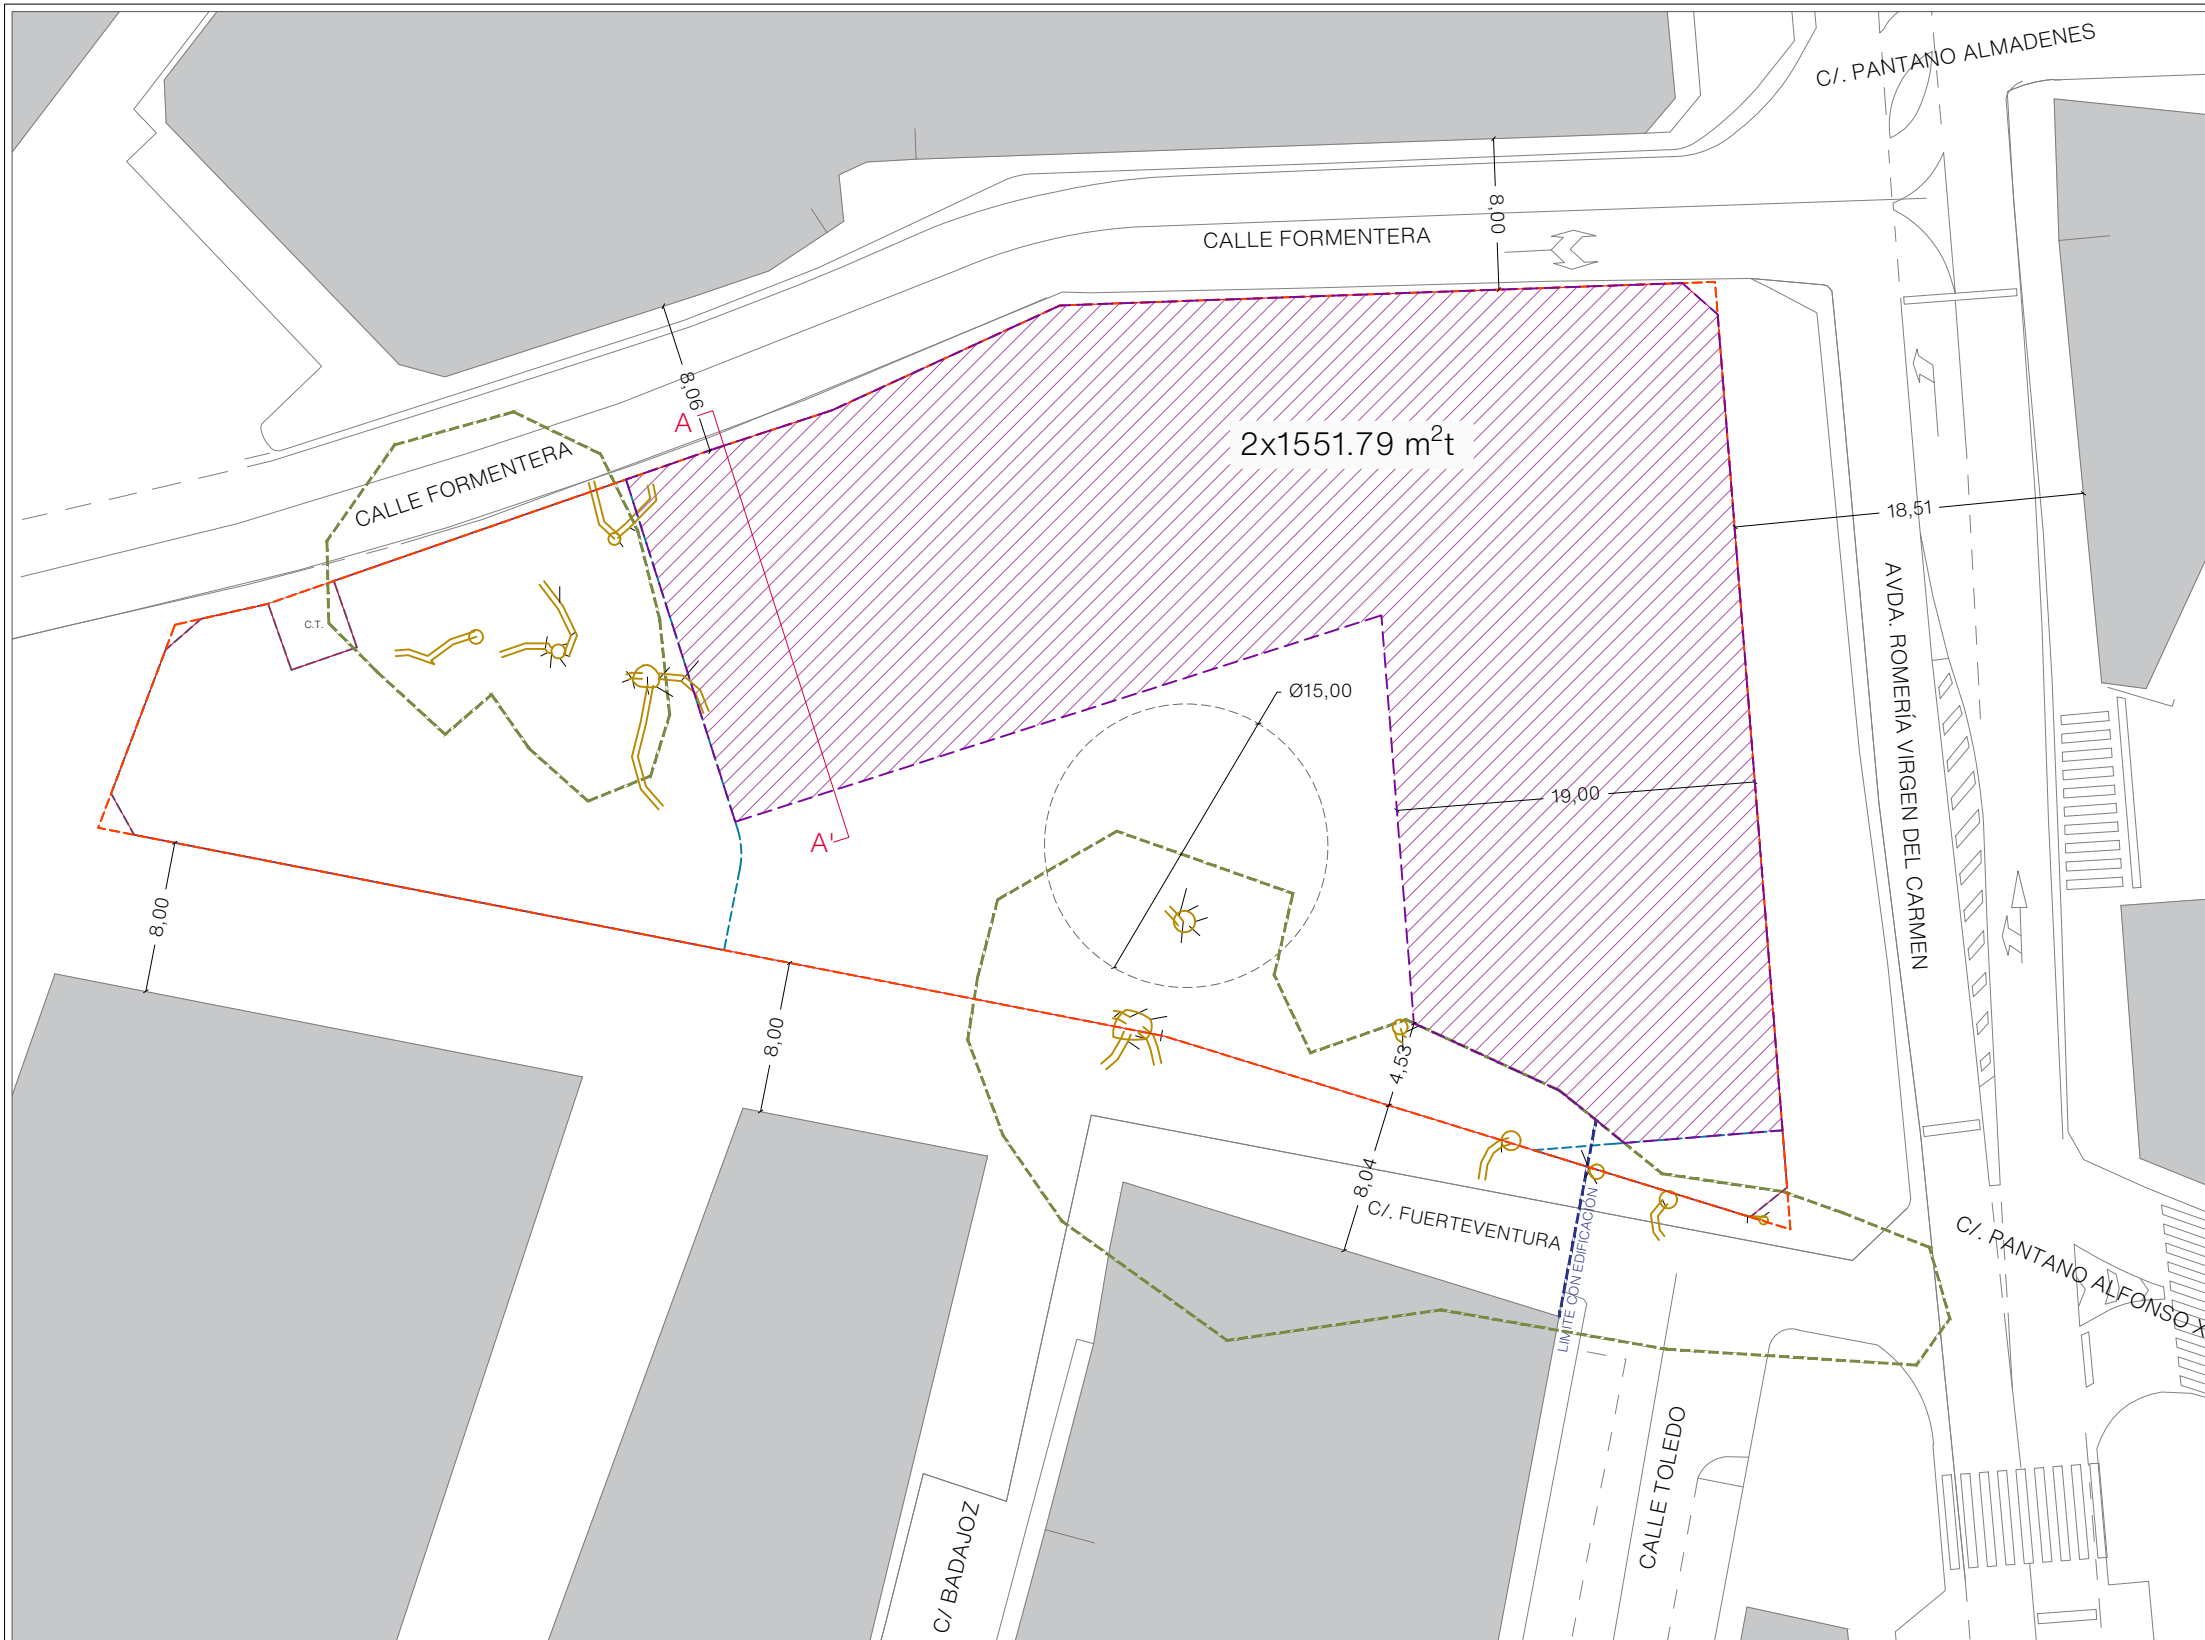 C/. PANTANO ALMADENES
8,00
CALLE FORMENTERA
8,06
A
2x1551.79 m²t
CALLE FORMENTERA
18,51
C.T.
AVDA. ROMERÍA VIRGEN DEL CARMEN
Ø15,00
19,00
A'
8,00
8,00
4,53
8,04
C/. FUERTEVENTURA
LIMITE CON EDIFICACIÓN
C/. PANTANO ALFONSO X
CALLE TOLEDO
C/ BADAJOZ